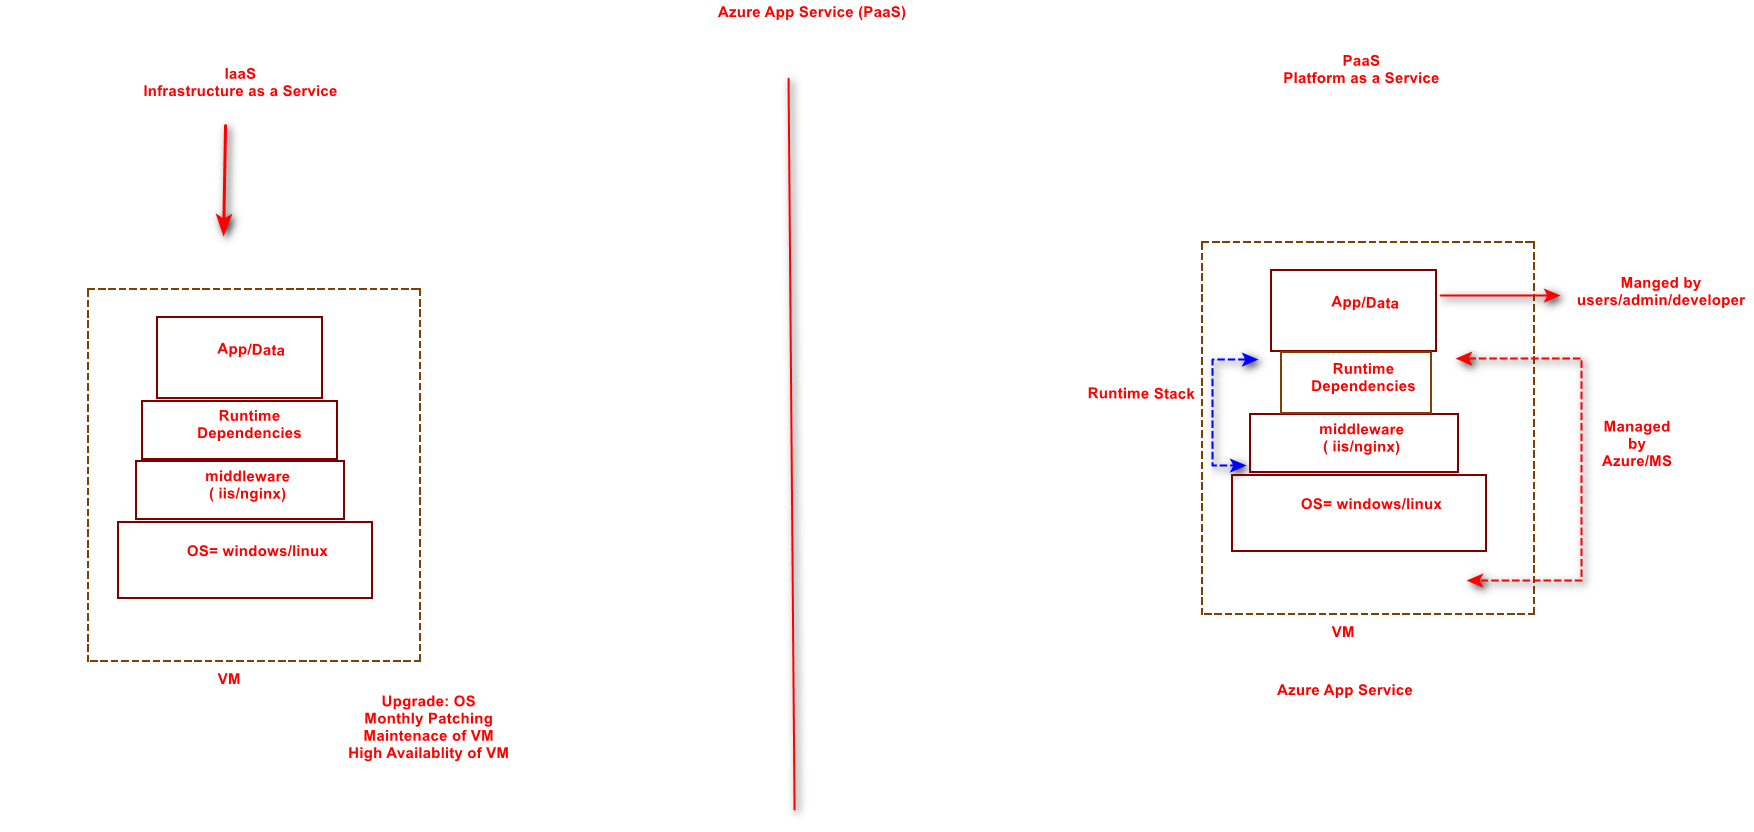 Azure App Service (PaaS)
IaaS
Infrastructure as a Service
App/Data
Runtime
Dependencies
middleware
( iis/nginx)
OS= windows/linux
VM
Upgrade: OS
Monthly Patching
Maintenace of VM
High Availablity of VM
PaaS
Platform as a Service
App/Data
Manged by
users/admin/developer
Runtime
Dependencies
Runtime Stack
middleware
( iis/nginx)
Managed
by
Azure/MS
OS= windows/linux
VM
Azure App Service